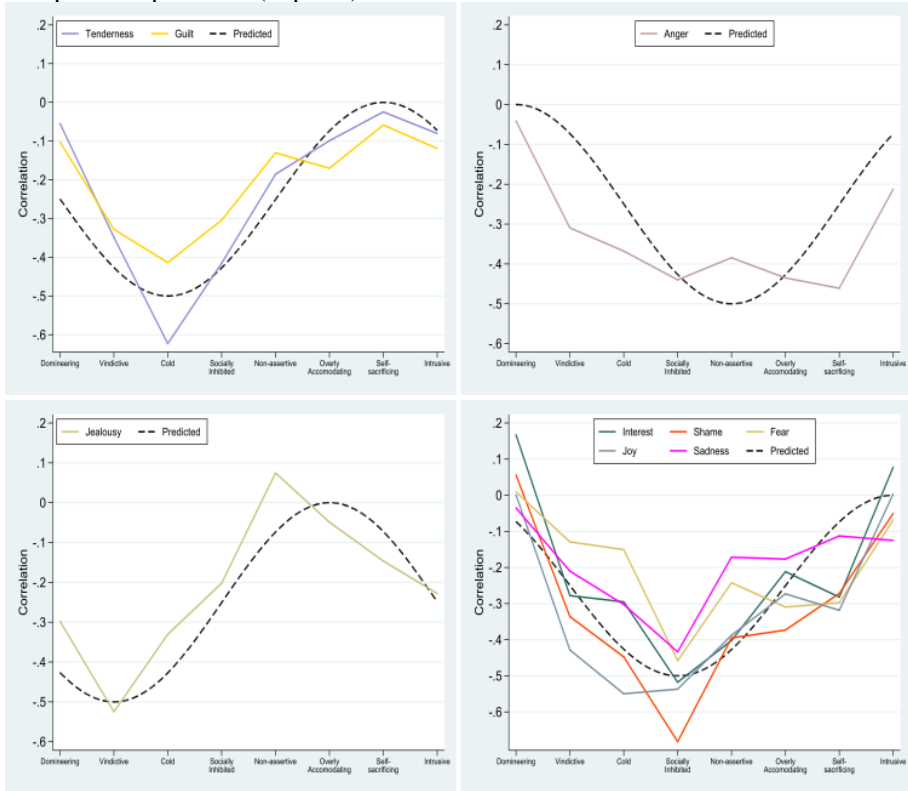 Tenderness Guilt Predicted
.2
.1
0
-.1
-.2
-.3
-.4
-.5
-.6
Correlation
Domineering Vindictive Cold Socially Inhibited Non-assertive Overly Accomodating Self-sacrificing Intrusive
Anger Predicted
.2
.1
0
-.1
-.2
-.3
-.4
-.5
-.6
Correlation
Domineering Vindictive Cold Socially Inhibited Non-assertive Overly Accomodating Self-sacrificing Intrusive
Jealousy Predicted
.2
.1
0
-.1
-.2
-.3
-.4
-.5
-.6
Correlation
Domineering Vindictive Cold Socially Inhibited Non-assertive Overly Accomodating Self-sacrificing Intrusive
Interest Shame Fear
Joy Sadness Predicted
.2
.1
0
-.1
-.2
-.3
-.4
-.5
-.6
Correlation
Domineering Vindictive Cold Socially Inhibited Non-assertive Overly Accomodating Self-sacrificing Intrusive